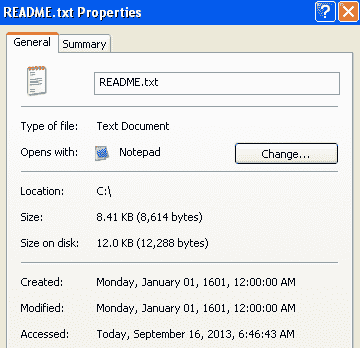 README.txt Properties
General Summary
README.txt
Type of file: Text Document
Opens with: Notepad Change...
Location: C:\
Size: 8.41 KB (8,614 bytes)
Size on disk: 12.0 KB (12,288 bytes)
Created: Monday, January 01, 1601, 12:00:00 AM
Modified: Monday, January 01, 1601, 12:00:00 AM
Accessed: Today, September 16, 2013, 6:46:43 AM